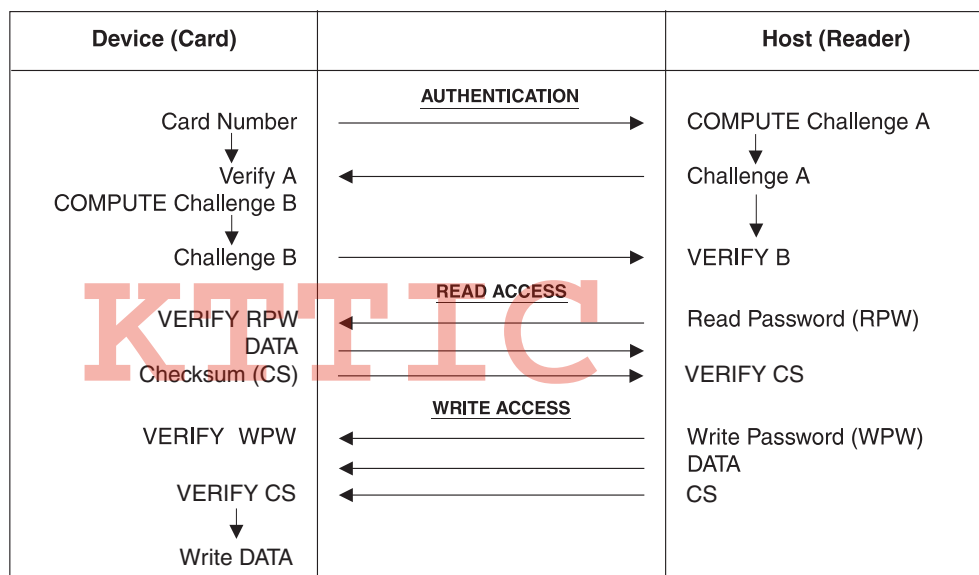 Device (Card) Host (Reader)
AUTHENTICATION
Card Number COMPUTE Challenge A
Verify A Challenge A
COMPUTE Challenge B
Challenge B VERIFY B
READ ACCESS
VERIFY RPW Read Password (RPW)
DATA
Checksum (CS) VERIFY CS
KTTIC
WRITE ACCESS
VERIFY WPW Write Password (WPW)
DATA
VERIFY CS CS
Write DATA